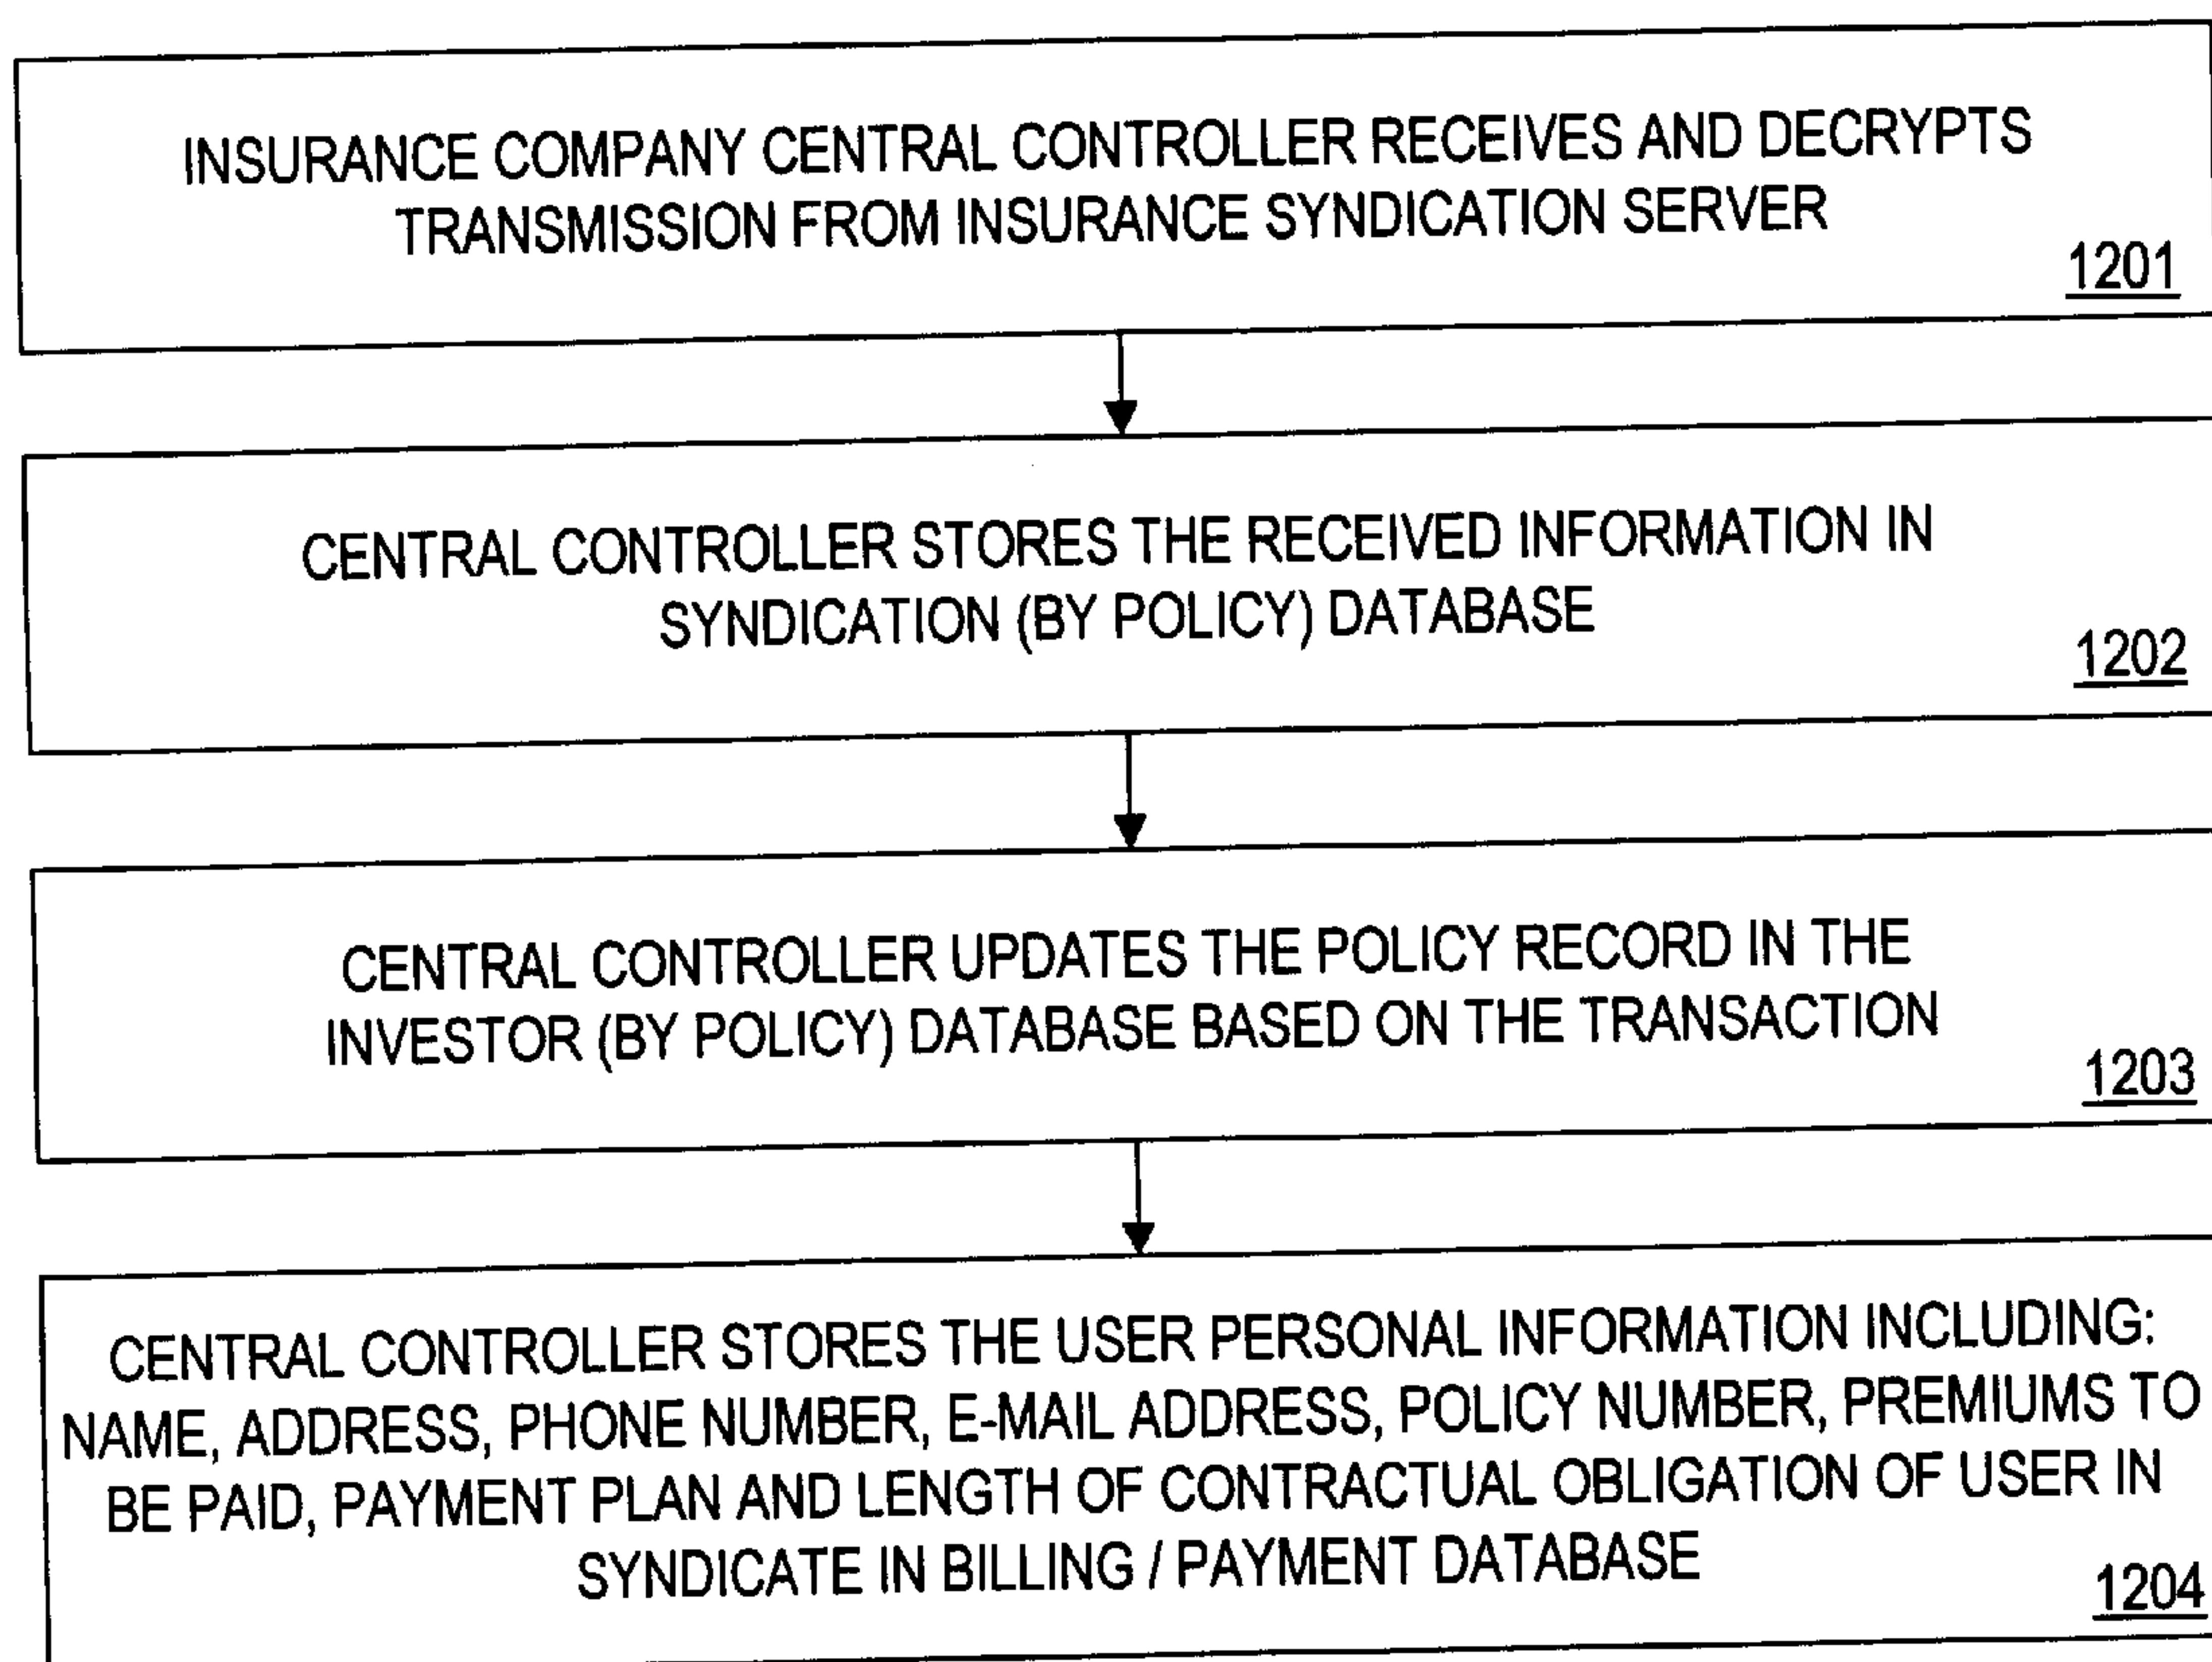 INSURANCE COMPANY CENTRAL CONTROLLER RECEIVES AND DECRYPTS
TRANSMISSION FROM INSURANCE SYNDICATION SERVER
1201
CENTRAL CONTROLLER STORES THE RECEIVED INFORMATION IN
SYNDICATION (BY POLICY) DATABASE
1202
CENTRAL CONTROLLER UPDATES THE POLICY RECORD IN THE
INVESTOR (BY POLICY) DATABASE BASED ON THE TRANSACTION
1203
CENTRAL CONTROLLER STORES THE USER PERSONAL INFORMATION INCLUDING:
NAME, ADDRESS, PHONE NUMBER, E-MAIL ADDRESS, POLICY NUMBER, PREMIUMS TO
BE PAID, PAYMENT PLAN AND LENGTH OF CONTRACTUAL OBLIGATION OF USER IN
SYNDICATE IN BILLING / PAYMENT DATABASE
1204